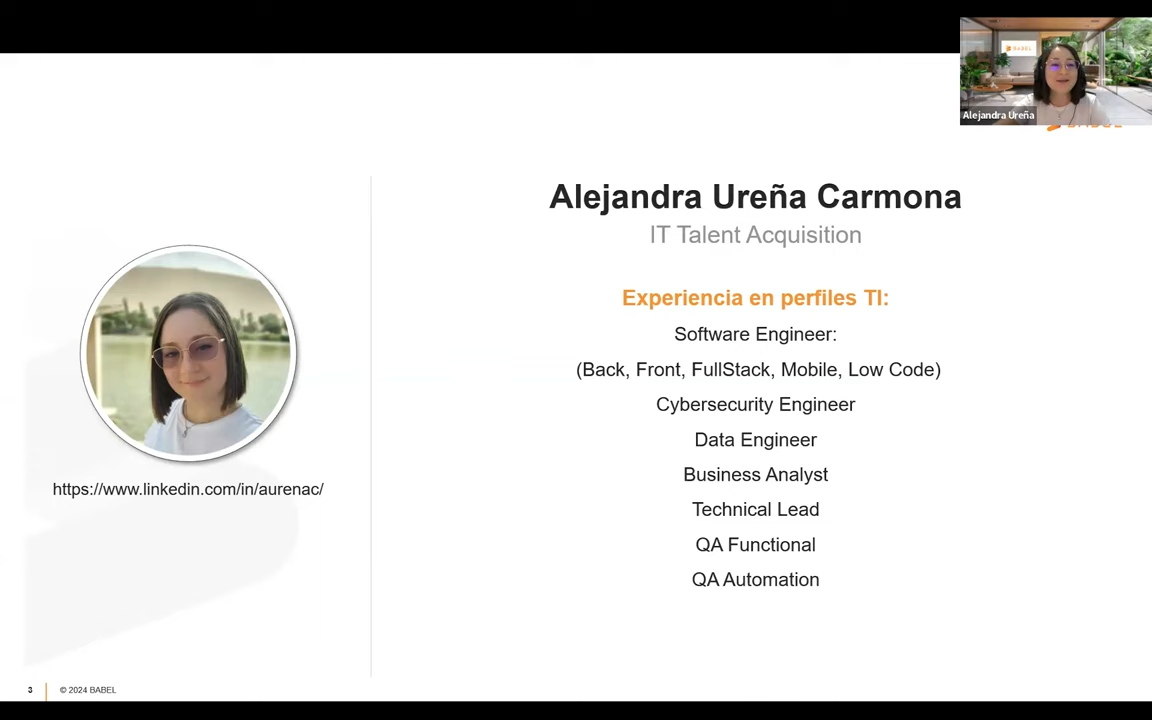 BABEL
Alejandra Ureña
Alejandra Ureña Carmona
IT Talent Acquisition
Experiencia en perfiles TI:
Software Engineer:
(Back, Front, FullStack, Mobile, Low Code)
Cybersecurity Engineer
Data Engineer
Business Analyst
Technical Lead
QA Functional
QA Automation
https://www.linkedin.com/in/aurenac/
3
© 2024 BABEL